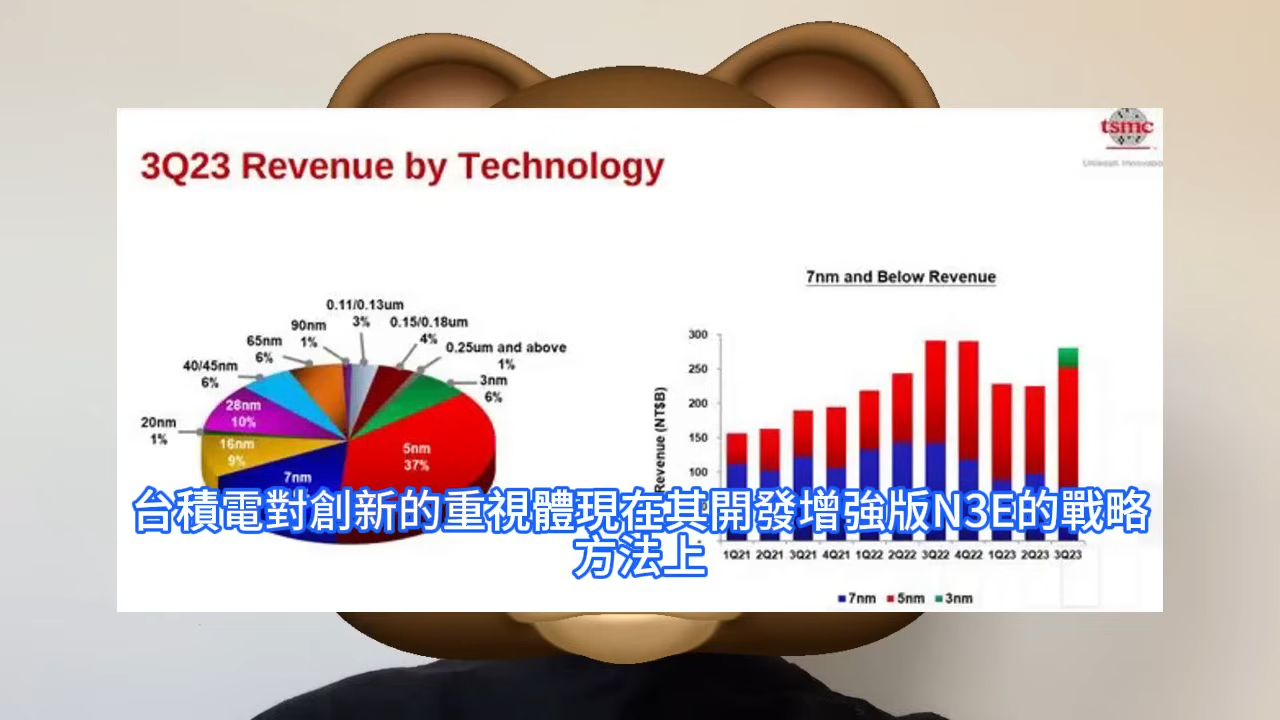 tsmc
3Q23 Revenue by Technology
7nm and Below Revenue
0.11/0.13um
3%
0.15/0.18um
4%
90nm
1%
65nm
6%
0.25um and above
1%
40/45nm
6%
3nm
6%
28nm
10%
20nm
1%
16nm
9%
5nm
37%
7nm
Revenue (NT$B)
300
250
200
150
100
台積電對創新的重視體現在其開發增強版N3E的戰略
方法上
1Q21 2Q21 3Q21 4Q21 1Q22 2Q22 3Q22 4Q22 1Q23 2Q23 3Q23
7nm 5nm 3nm